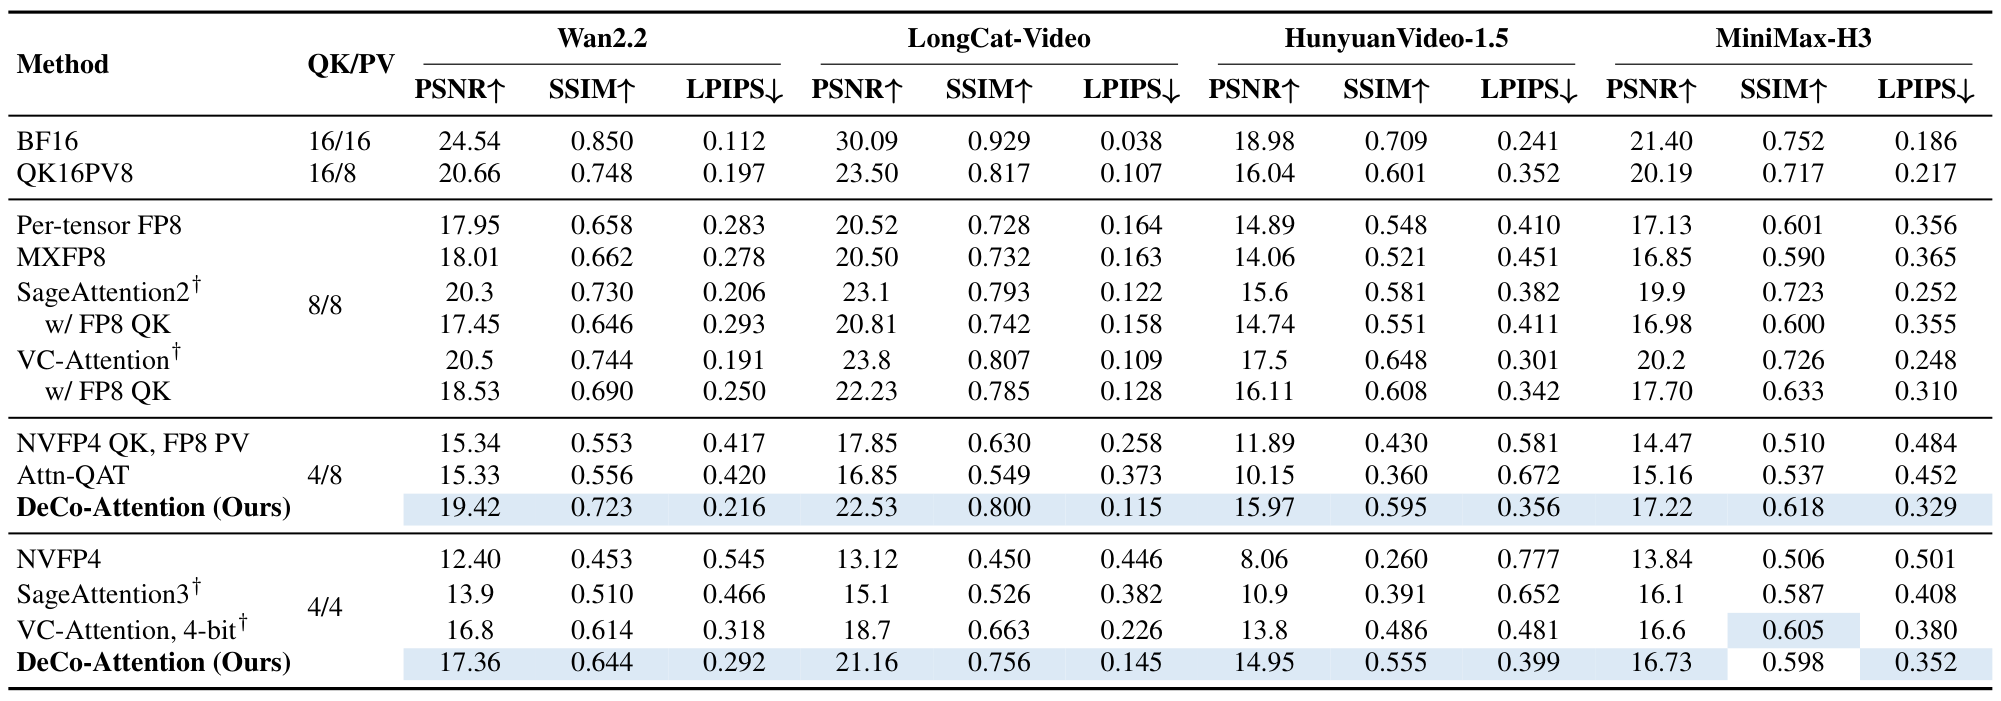 Method QK/PV Wan2.2 LongCat-Video HunyuanVideo-1.5 MiniMax-H3
PSNR↑ SSIM↑ LPIPS↓ PSNR↑ SSIM↑ LPIPS↓ PSNR↑ SSIM↑ LPIPS↓ PSNR↑ SSIM↑ LPIPS↓
BF16 16/16 24.54 0.850 0.112 30.09 0.929 0.038 18.98 0.709 0.241 21.40 0.752 0.186
QK16PV8 16/8 20.66 0.748 0.197 23.50 0.817 0.107 16.04 0.601 0.352 20.19 0.717 0.217
Per-tensor FP8 17.95 0.658 0.283 20.52 0.728 0.164 14.89 0.548 0.410 17.13 0.601 0.356
MXFP8 18.01 0.662 0.278 20.50 0.732 0.163 14.06 0.521 0.451 16.85 0.590 0.365
SageAttention2† 20.3 0.730 0.206 23.1 0.793 0.122 15.6 0.581 0.382 19.9 0.723 0.252
8/8
w/ FP8 QK 17.45 0.646 0.293 20.81 0.742 0.158 14.74 0.551 0.411 16.98 0.600 0.355
VC-Attention† 20.5 0.744 0.191 23.8 0.807 0.109 17.5 0.648 0.301 20.2 0.726 0.248
w/ FP8 QK 18.53 0.690 0.250 22.23 0.785 0.128 16.11 0.608 0.342 17.70 0.633 0.310
NVFP4 QK, FP8 PV 15.34 0.553 0.417 17.85 0.630 0.258 11.89 0.430 0.581 14.47 0.510 0.484
Attn-QAT 4/8 15.33 0.556 0.420 16.85 0.549 0.373 10.15 0.360 0.672 15.16 0.537 0.452
DeCo-Attention (Ours) 19.42 0.723 0.216 22.53 0.800 0.115 15.97 0.595 0.356 17.22 0.618 0.329
NVFP4 12.40 0.453 0.545 13.12 0.450 0.446 8.06 0.260 0.777 13.84 0.506 0.501
SageAttention3† 13.9 0.510 0.466 15.1 0.526 0.382 10.9 0.391 0.652 16.1 0.587 0.408
4/4
VC-Attention, 4-bit† 16.8 0.614 0.318 18.7 0.663 0.226 13.8 0.486 0.481 16.6 0.605 0.380
DeCo-Attention (Ours) 17.36 0.644 0.292 21.16 0.756 0.145 14.95 0.555 0.399 16.73 0.598 0.352